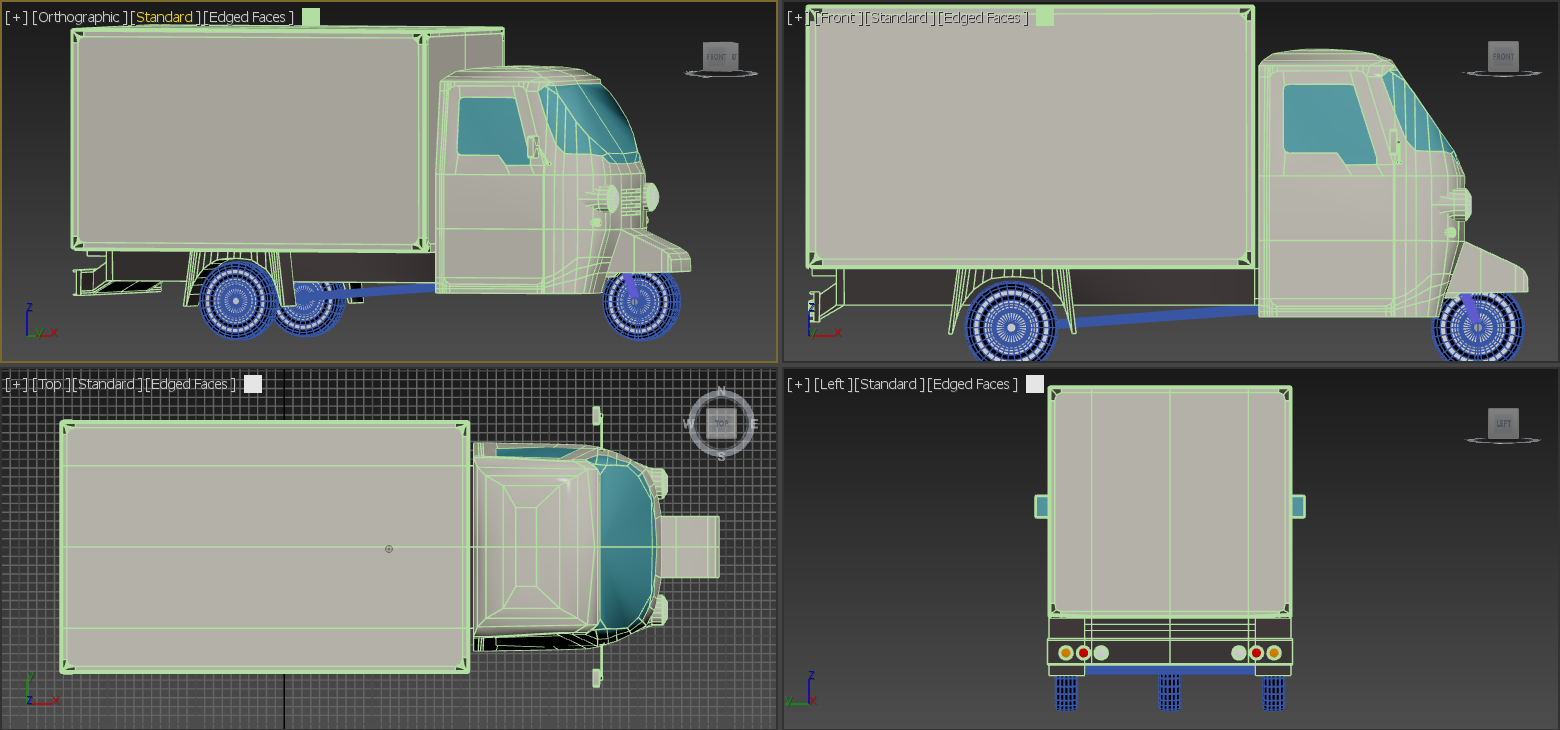 [+] [Orthographic ] [Standard ] [Edged Faces ]
FRONT
z
y x
[+] [Front ] [Standard ] [Edged Faces ]
FRONT
z
x
[+] [Top ] [Standard ] [Edged Faces ]
N
W TOP E
S
y
z x
[+] [Left ] [Standard ] [Edged Faces ]
LEFT
z
y x